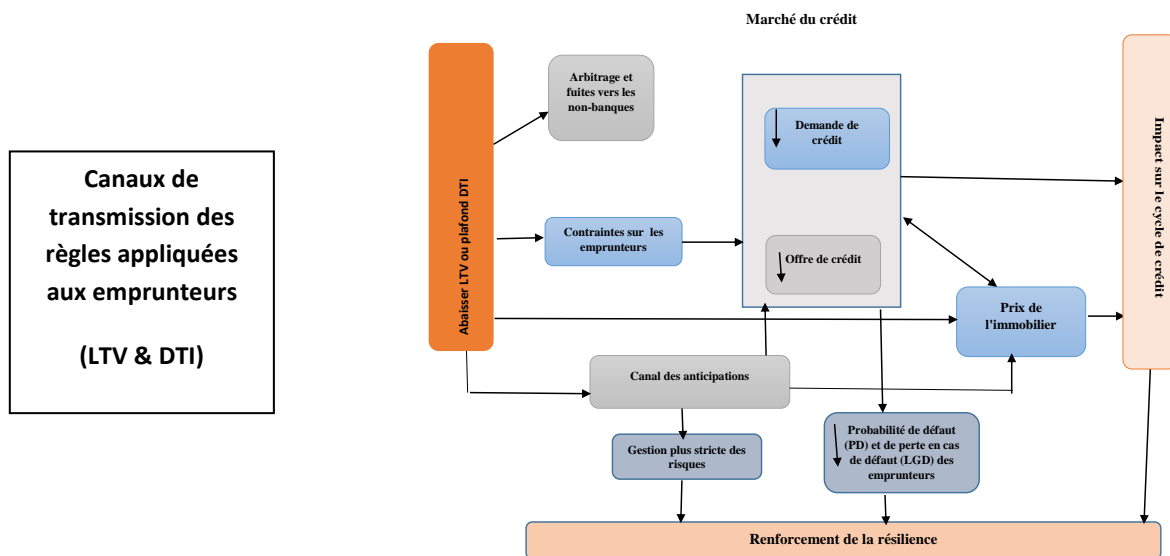 Marché du crédit
Canaux de
transmission des
règles appliquées
aux emprunteurs
(LTV & DTI)
Abaisser LTV ou plafond DTI
Arbitrage et
fuites vers les
non-banques
Demande de
crédit
Contraintes sur les
emprunteurs
Offre de crédit
Prix de
l'immobilier
Impact sur le cycle de crédit
Canal des anticipations
Gestion plus stricte des
risques
Probabilité de défaut
(PD) et de perte en cas
de défaut (LGD) des
emprunteurs
Renforcement de la résilience